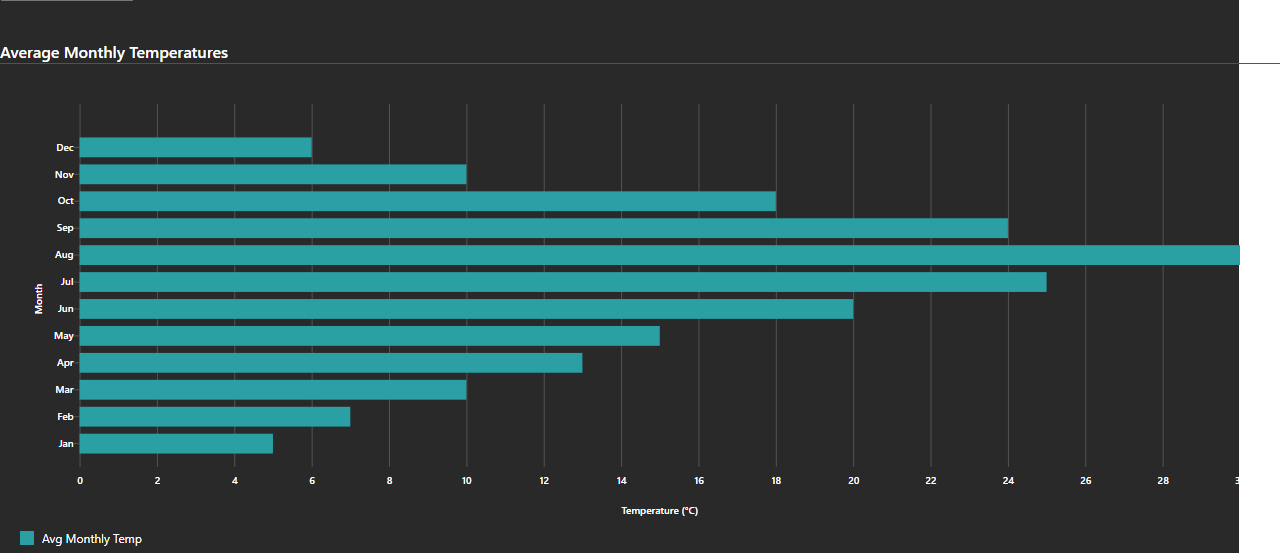 Average Monthly Temperatures
Dec
Nov
Oct
Sep
Aug
Jul
Month
Jun
May
Apr
Mar
Feb
Jan
0 2 4 6 8 10 12 14 16 18 20 22 24 26 28
Temperature (°C)
Avg Monthly Temp